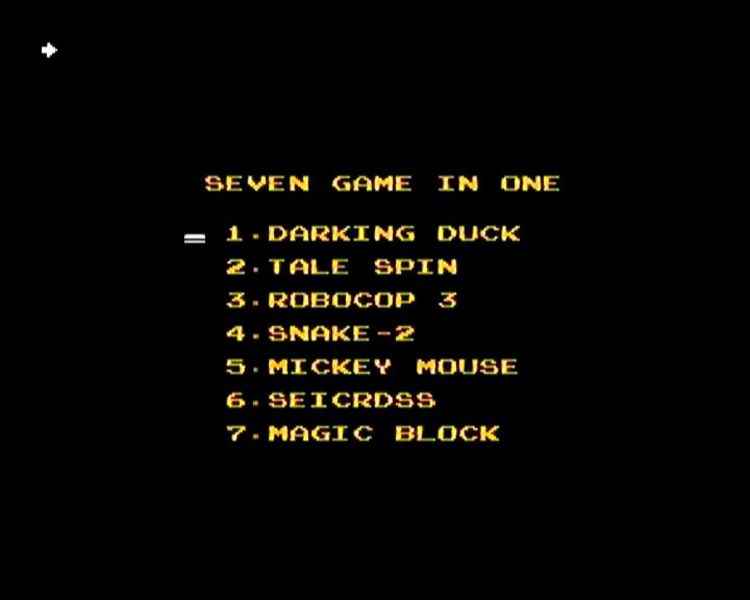 SEVEN GAME IN ONE
1.DARKING DUCK
2.TALE SPIN
3.ROBOCOP 3
4.SNAKE-2
5.MICKEY MOUSE
6.SEICRDSS
7.MAGIC BLOCK